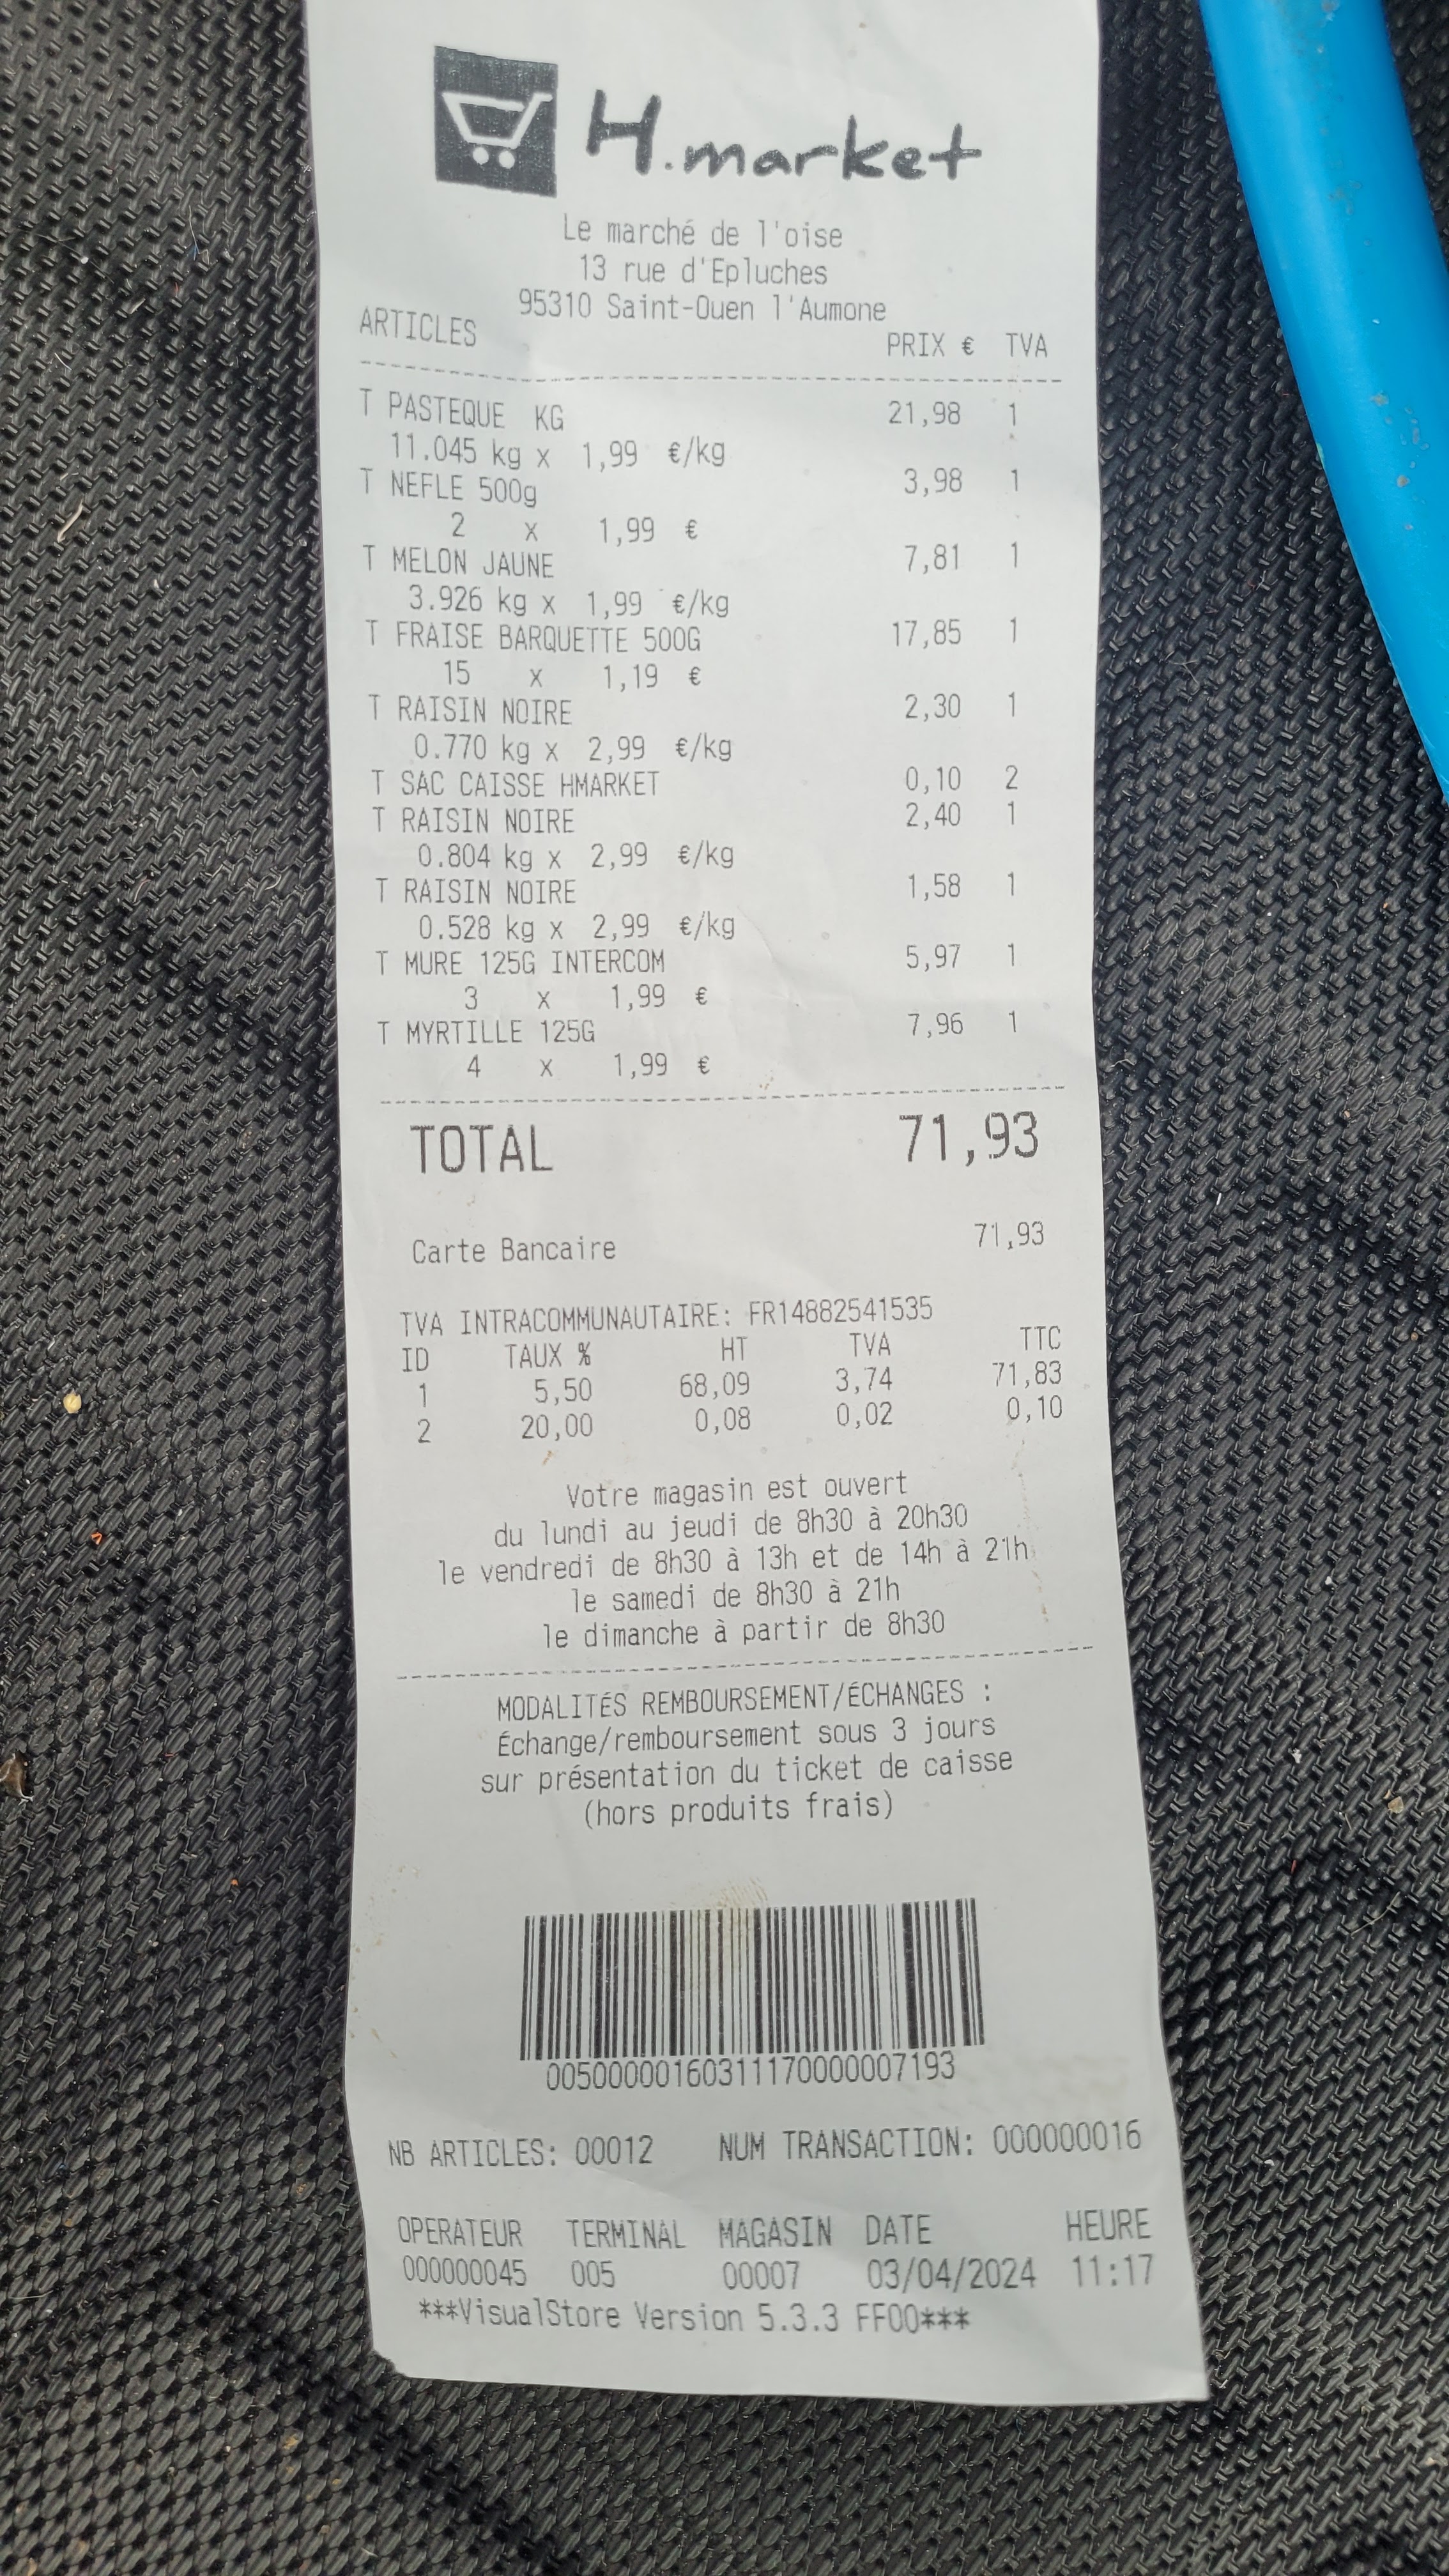 H.market
Le marché de l'oise
13 rue d'Epluches
95310 Saint-Ouen l'Aumone
ARTICLES PRIX € TVA
T PASTEQUE KG 21,98 1
11.045 kg x 1,99 €/kg
T NEFLE 500g 3,98 1
2 x 1,99 €
T MELON JAUNE 7,81 1
3.926 kg x 1,99 €/kg
T FRAISE BARQUETTE 500G 17,85 1
15 x 1,19 €
T RAISIN NOIRE 2,30 1
0.770 kg x 2,99 €/kg
T SAC CAISSE HMARKET 0,10 2
T RAISIN NOIRE 2,40 1
0.804 kg x 2,99 €/kg
T RAISIN NOIRE 1,58 1
0.528 kg x 2,99 €/kg
T MURE 125G INTERCOM 5,97 1
3 x 1,99 €
T MYRTILLE 125G 7,96 1
4 x 1,99 €
TOTAL 71,93
Carte Bancaire 71,93
TVA INTRACOMMUNAUTAIRE: FR14882541535
ID TAUX % HT TVA TTC
1 5,50 68,09 3,74 71,83
2 20,00 0,08 0,02 0,10
Votre magasin est ouvert
du lundi au jeudi de 8h30 à 20h30
le vendredi de 8h30 à 13h et de 14h à 21h
le samedi de 8h30 à 21h
le dimanche à partir de 8h30
MODALITÉS REMBOURSEMENT/ÉCHANGES :
Échange/remboursement sous 3 jours
sur présentation du ticket de caisse
(hors produits frais)
00500000160311170000007193
NB ARTICLES: 00012 NUM TRANSACTION: 000000016
OPERATEUR TERMINAL MAGASIN DATE HEURE
000000045 005 00007 03/04/2024 11:17
***VisualStore Version 5.3.3 FF00***